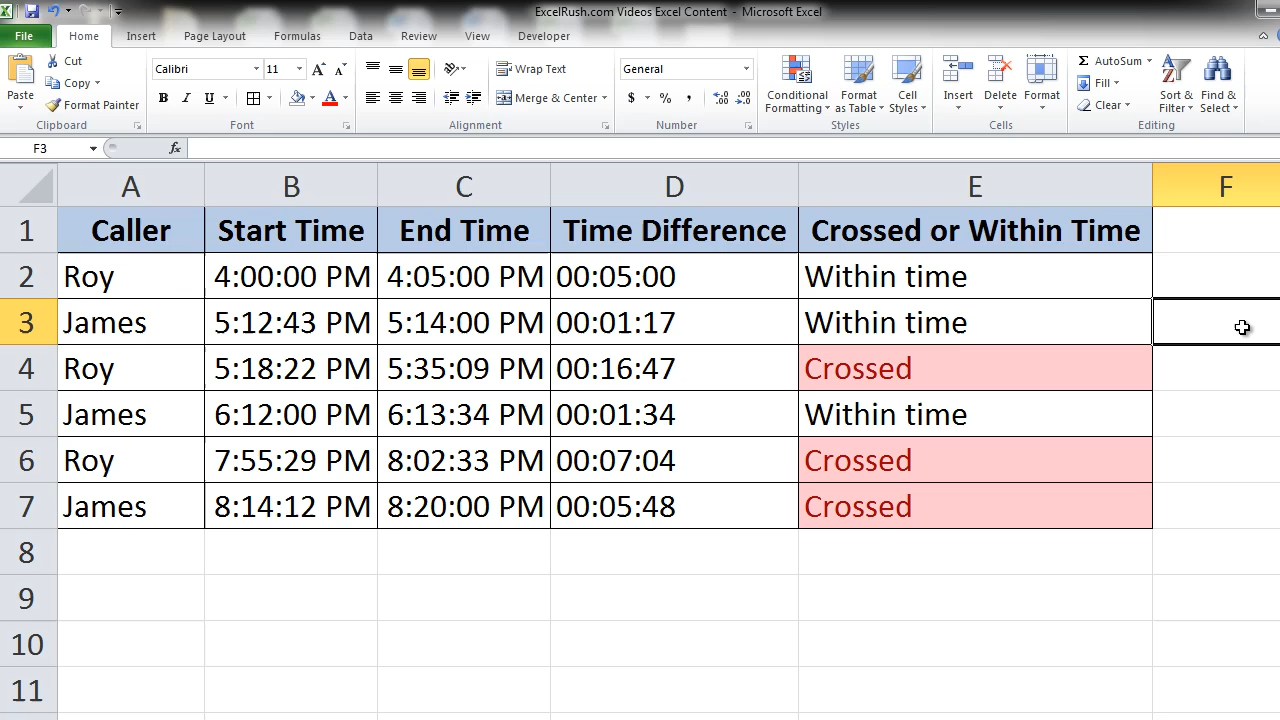 ExcelRush.com Videos Excel Content - Microsoft Excel
File Home Insert Page Layout Formulas Data Review View Developer
Paste Cut Copy Format Painter
Clipboard
Calibri 11
B I U A
Font
Wrap Text
Merge & Center
Alignment
General
$ % ,
Number
Conditional Formatting Format as Table Cell Styles
Styles
Insert Delete Format
Cells
Σ AutoSum
Fill
Clear
Sort & Filter Find & Select
Editing
F3 fx
A B C D E F
1 Caller Start Time End Time Time Difference Crossed or Within Time
2 Roy 4:00:00 PM 4:05:00 PM 00:05:00 Within time
3 James 5:12:43 PM 5:14:00 PM 00:01:17 Within time
4 Roy 5:18:22 PM 5:35:09 PM 00:16:47 Crossed
5 James 6:12:00 PM 6:13:34 PM 00:01:34 Within time
6 Roy 7:55:29 PM 8:02:33 PM 00:07:04 Crossed
7 James 8:14:12 PM 8:20:00 PM 00:05:48 Crossed
8
9
10
11